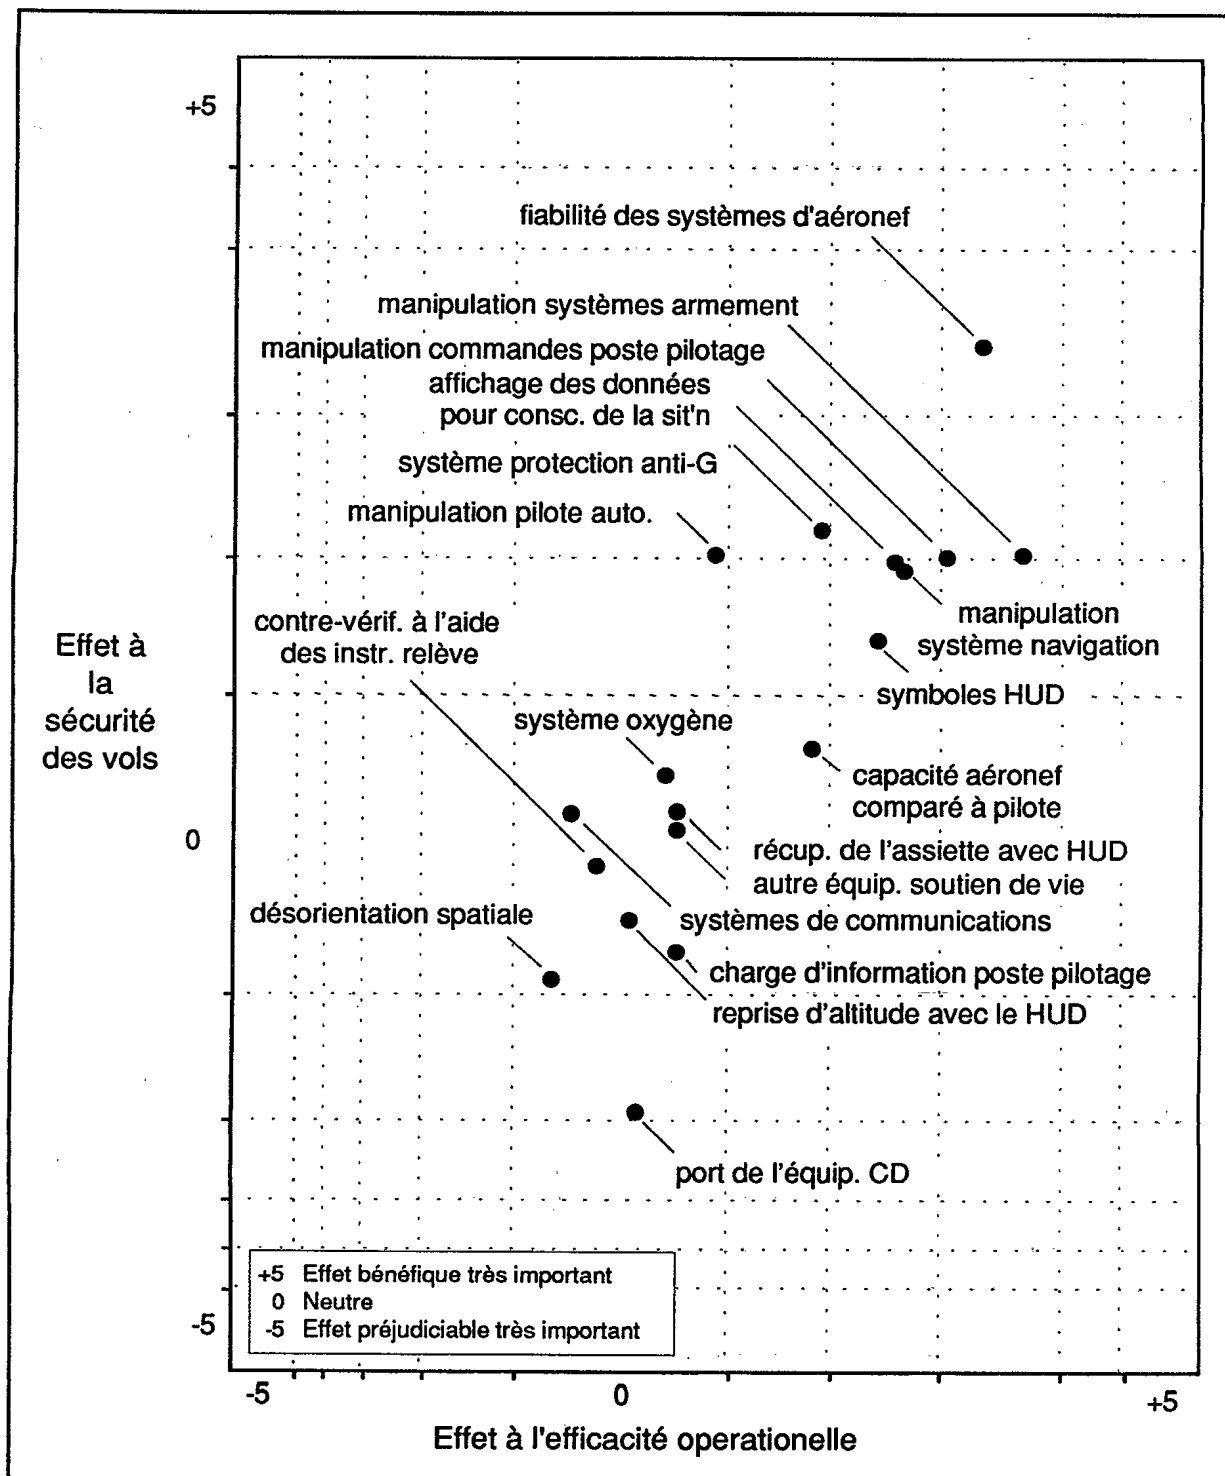 +5
fiabilité des systèmes d'aéronef
manipulation systèmes armement
manipulation commandes poste pilotage
affichage des données
pour consc. de la sit'n
système protection anti-G
manipulation pilote auto.
contre-vérif. à l'aide
des instr. relève
manipulation
système navigation
Effet à
la
sécurité
des vols
symboles HUD
système oxygène
capacité aéronef
comparé à pilote
0
récup. de l'assiette avec HUD
autre équip. soutien de vie
désorientation spatiale
systèmes de communications
charge d'information poste pilotage
reprise d'altitude avec le HUD
port de l'équip. CD
+5 Effet bénéfique très important
0 Neutre
-5 Effet préjudiciable très important
-5
-5
0
+5
Effet à l'efficacité operationelle